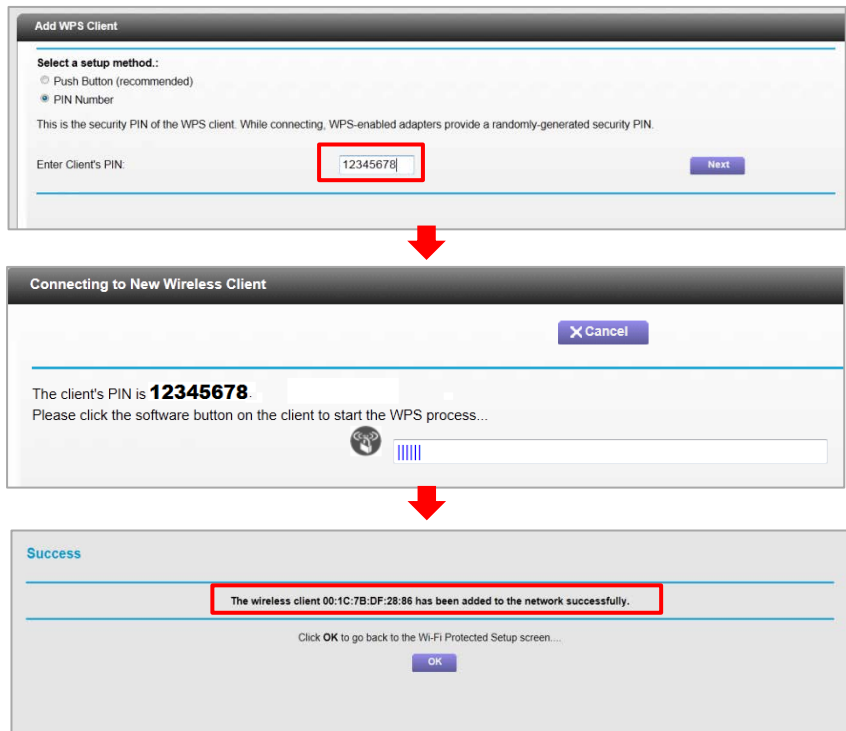 Add WPS Client
Select a setup method.:
Push Button (recommended)
PIN Number
This is the security PIN of the WPS client. While connecting, WPS-enabled adapters provide a randomly-generated security PIN.
Enter Client's PIN: 12345678 Next
Connecting to New Wireless Client
X Cancel
The client's PIN is 12345678.
Please click the software button on the client to start the WPS process...
Success
The wireless client 00:1C:7B:DF:28:86 has been added to the network successfully.
Click OK to go back to the Wi-Fi Protected Setup screen....
OK